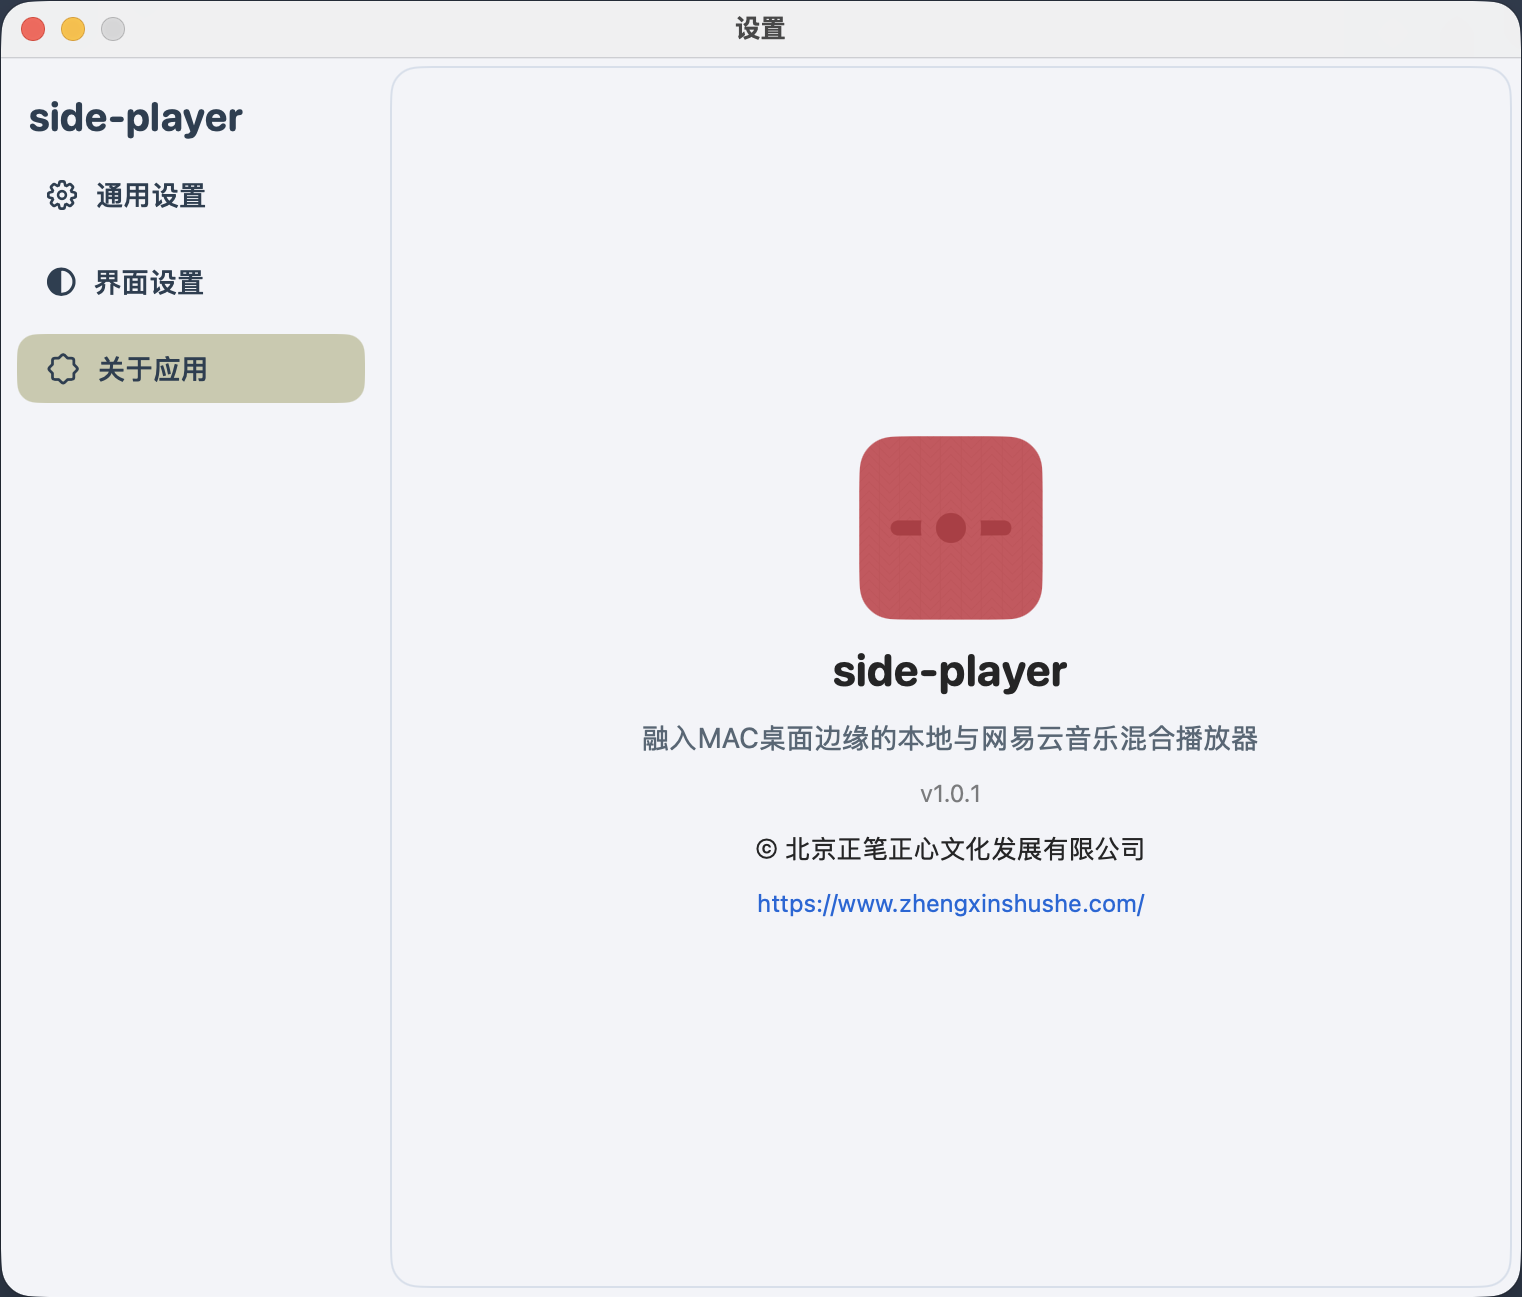 设置
side-player
通用设置
界面设置
关于应用
side-player
融入MAC桌面边缘的本地与网易云音乐混合播放器
v1.0.1
© 北京正笔正心文化发展有限公司
https://www.zhengxinshushe.com/